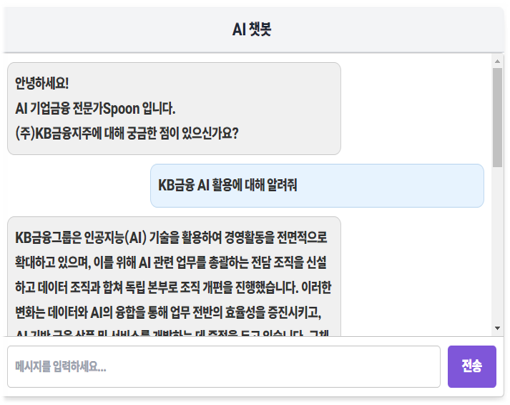 AI 챗봇
안녕하세요!
AI 기업금융 전문가Spoon 입니다.
(주)KB금융지주에 대해 궁금한 점이 있으신가요?
KB금융 AI 활용에 대해 알려줘
KB금융그룹은 인공지능(AI) 기술을 활용하여 경영활동을 전면적으로
확대하고 있으며, 이를 위해 AI 관련 업무를 총괄하는 전담 조직을 신설
하고 데이터 조직과 합쳐 독립 본부로 조직 개편을 진행했습니다. 이러한
변화는 데이터와 AI의 융합을 통해 업무 전반의 효율성을 증진시키고,
AI 기반 금융 상품 및 서비스를 개발하는 데 중점을 두고 있습니다. 구체
메시지를 입력하세요...
전송